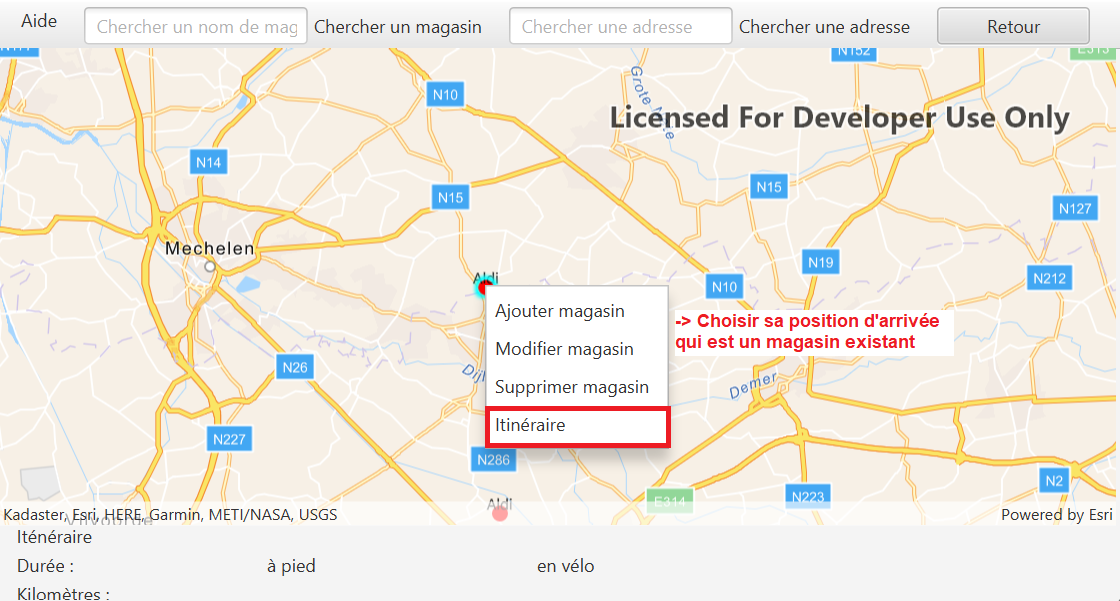 Aide
Chercher un nom de mag
Chercher un magasin
Chercher une adresse
Chercher une adresse
Retour
N152
E313
Grote Nete
N10
Licensed For Developer Use Only
N14
N15
N15
N127
Mechelen
N19
N212
Aldi
N10
Ajouter magasin
-> Choisir sa position d'arrivée
qui est un magasin existant
Modifier magasin
N26
Supprimer magasin
Demer
Itinéraire
N227
N286
N2
N223
E314
Aldi
Kadaster, Esri, HERE, Garmin, METI/NASA, USGS
Powered by Esri
Vilvoorde
Iténéraire
Durée :
à pied
en vélo
Kilomètres :